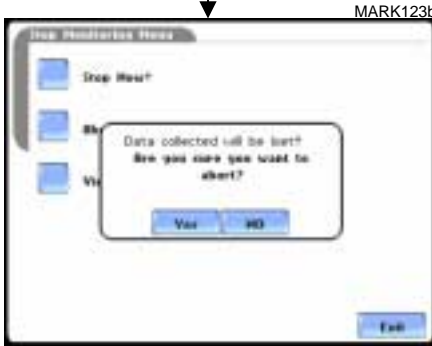 MARK123b
Stop Monitoring Menu
Stop Now?
Data collected will be lost!
Are you sure you want to
abort?
Yes NO
Exit